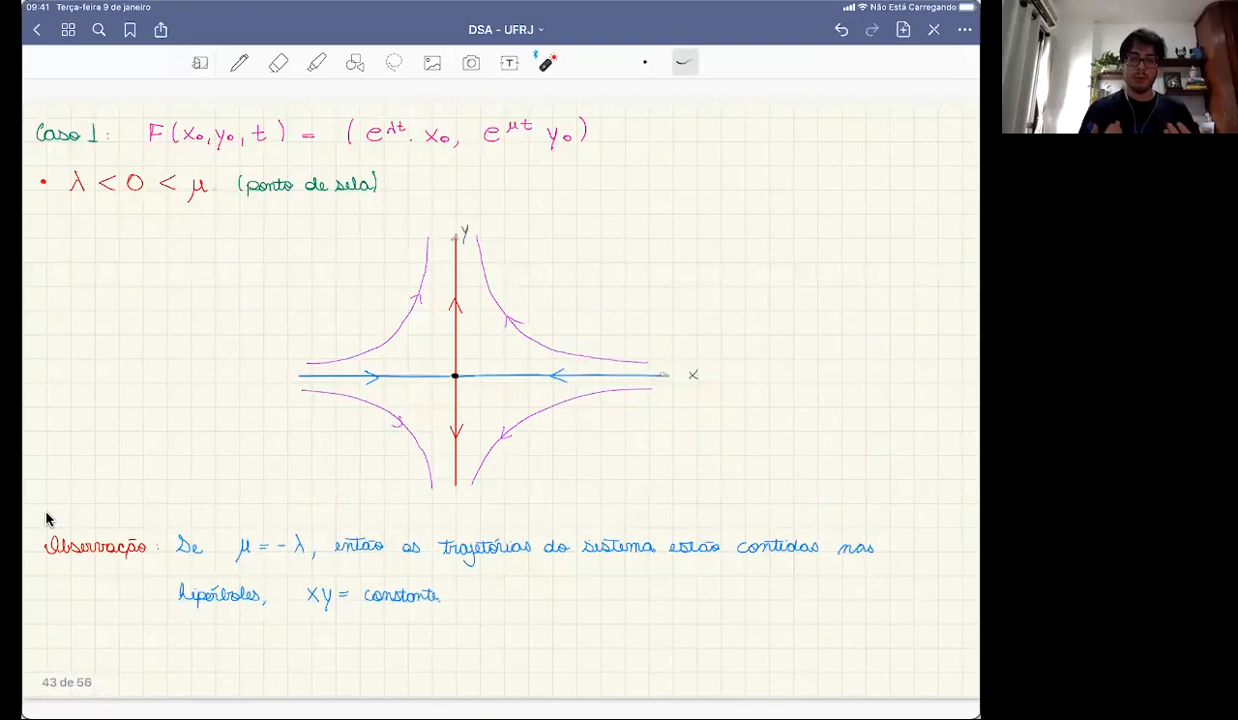 09:41 Terça-feira 9 de janeiro
Não Está Carregando
DSA - UFRJ
T
Caso 1: F(x₀, y₀, t) = (e^{λt}. x₀, e^{μt} y₀)
• λ < 0 < μ (ponto de sela)
y
x
Observação: Se μ = - λ, então as trajetórias do sistema estão contidas nas
hipérboles, xy = constante.
43 de 56